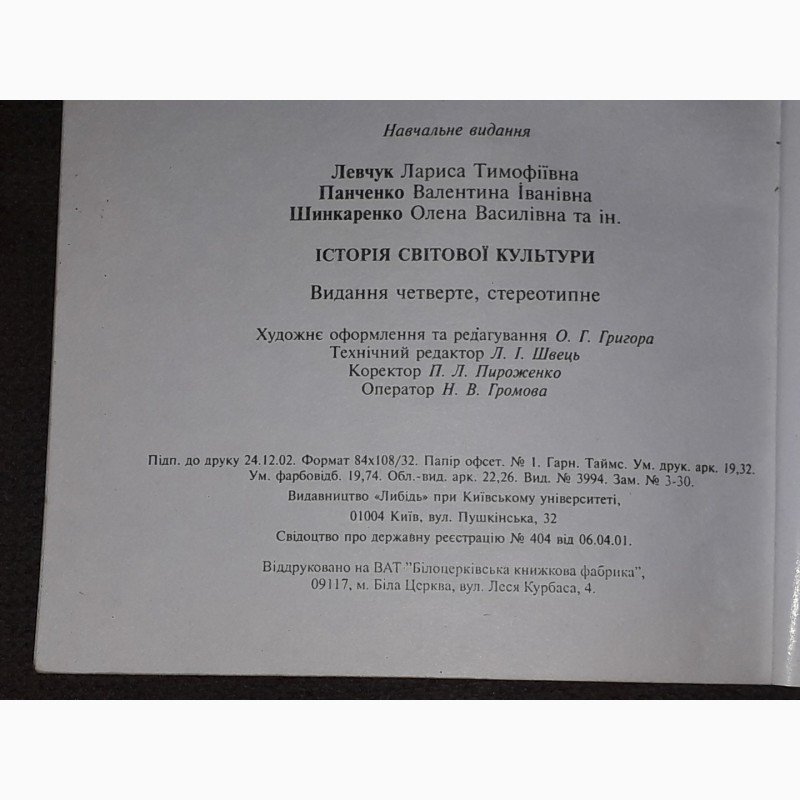 Навчальне видання
Левчук Лариса Тимофіївна
Панченко Валентина Іванівна
Шинкаренко Олена Василівна та ін.
ІСТОРІЯ СВІТОВОЇ КУЛЬТУРИ
Видання четверте, стереотипне
Художнє оформлення та редагування О. Г. Григора
Технічний редактор Л. І. Швець
Коректор П. Л. Пироженко
Оператор Н. В. Громова
Підп. до друку 24.12.02. Формат 84х108/32. Папір офсет. № 1. Гарн. Таймс. Ум. друк. арк. 19,32.
Ум. фарбовідб. 19,74. Обл.-вид. арк. 22,26. Вид. № 3994. Зам. № 3-30.
Видавництво «Либідь» при Київському університеті,
01004 Київ, вул. Пушкінська, 32
Свідоцтво про державну реєстрацію № 404 від 06.04.01.
Віддруковано на ВАТ "Білоцерківська книжкова фабрика",
09117, м. Біла Церква, вул. Леся Курбаса, 4.